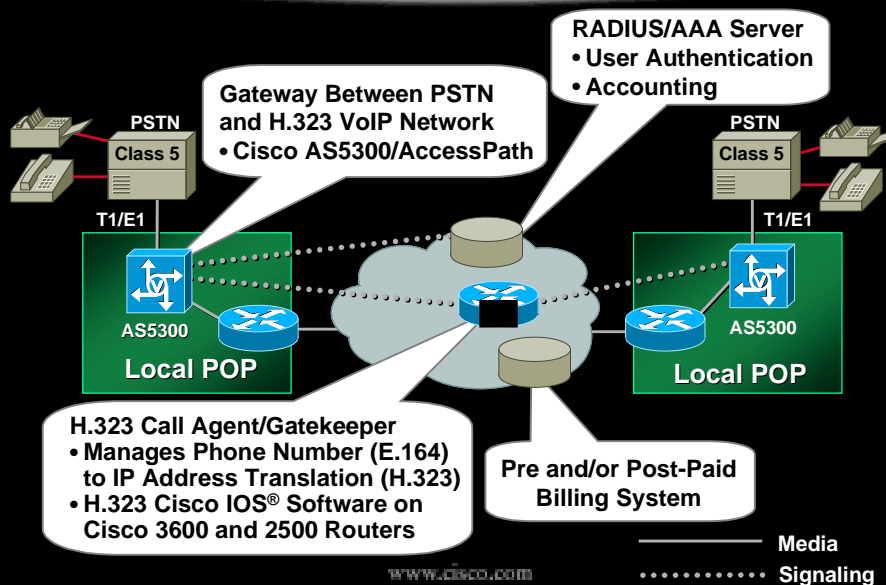 RADIUS/AAA Server
• User Authentication
• Accounting
Gateway Between PSTN
and H.323 VoIP Network
• Cisco AS5300/AccessPath
PSTN
Class 5
T1/E1
PSTN
Class 5
T1/E1
V
AS5300
Local POP
V
AS5300
Local POP
H.323 Call Agent/Gatekeeper
• Manages Phone Number (E.164)
to IP Address Translation (H.323)
• H.323 Cisco IOS® Software on
Cisco 3600 and 2500 Routers
Pre and/or Post-Paid
Billing System
Media
Signaling
www.cisco.com